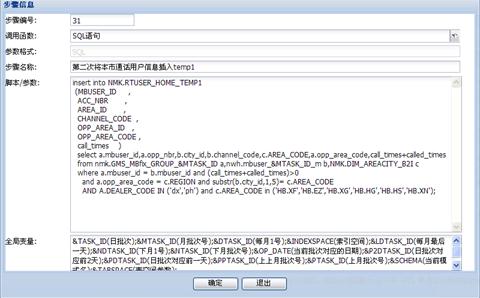 步骤信息
步骤编号: 31
调用函数: SQL语句
参数格式: SQL
步骤名称: 第二次将本市通话用户信息插入temp1
脚本/参数: insert into NMK.RTUSER_HOME_TEMP1
(MBUSER_ID ,
ACC_NBR ,
AREA_ID ,
CHANNEL_CODE ,
OPP_AREA_ID ,
OPP_AREA_CODE ,
call_times )
select a.mbuser_id,a.opp_nbr,b.city_id,b.channel_code,c.AREA_CODE,a.opp_area_code,call_times+called_times
from nmk.GMS_MBfix_GROUP_&MTASK_ID a,nwh.mbuser_&MTASK_ID_m b,NMK.DIM_AREACITY_B2I c
where a.mbuser_id = b.mbuser_id and (call_times+called_times)>0
and a.opp_area_code = c.REGION and substr(b.city_id,1,5)= c.AREA_CODE
AND A.DEALER_CODE IN ('dx','ph') and c.AREA_CODE in ('HB.XF','HB.EZ','HB.XG','HB.HG','HB.HS','HB.XN');
全局变量: &TASK_ID(日批次);&MTASK_ID(月批次号);&DTASK_ID(每月1号);&INDEXSPACE(索引空间);&LDTASK_ID(每月最后
一天);&NDTASK_ID(下月1号);&NTASK_ID(下月批次号);&OP_DATE(当前批次对应的日期);&P2DTASK_ID(日批次对
应前2天);&PDTASK_ID(日批次对应前一天);&PPTASK_ID(上上月批次号);&PTASK_ID(上月批次号);&SCHEMA(当前模
式名);&TABSPACE(表空间参数);
确定 退出